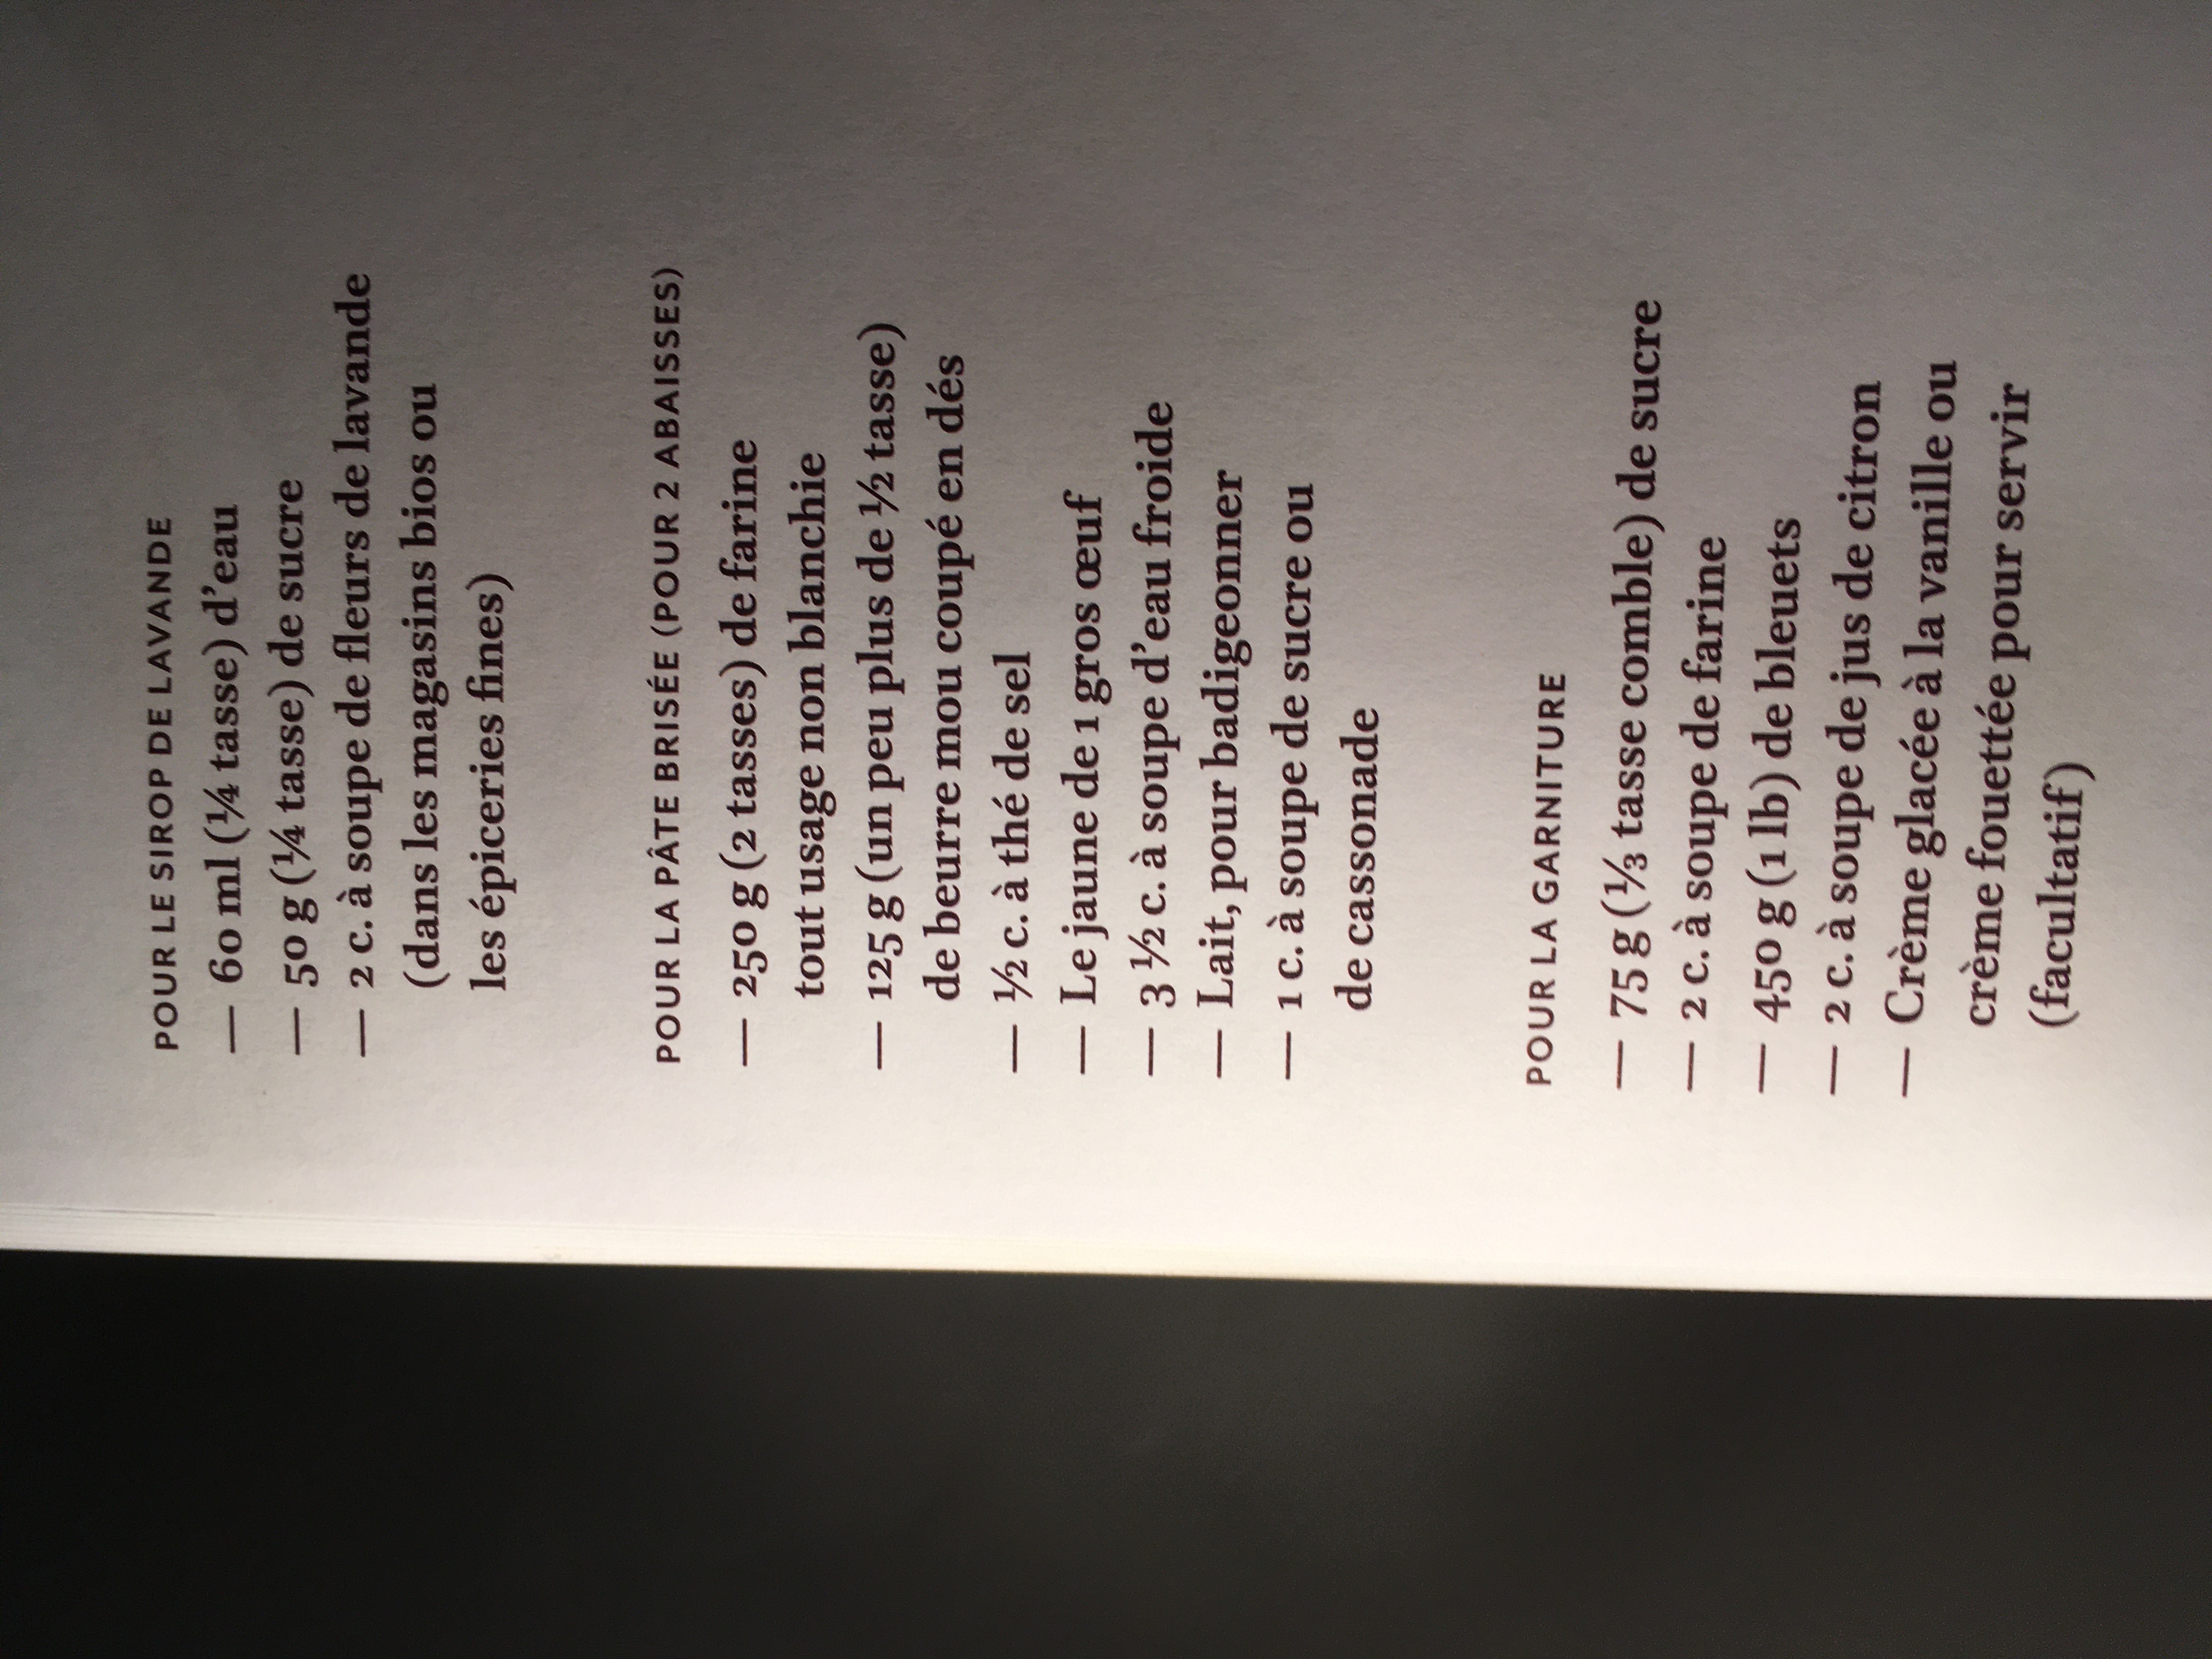 POUR LE SIROP DE LAVANDE
— 60 ml (¼ tasse) d'eau
— 50 g (¼ tasse) de sucre
— 2 c. à soupe de fleurs de lavande
(dans les magasins bios ou
les épiceries fines)
POUR LA PÂTE BRISÉE (POUR 2 ABAISSES)
— 250 g (2 tasses) de farine
tout usage non blanchie
— 125 g (un peu plus de ½ tasse)
de beurre mou coupé en dés
— ½ c. à thé de sel
— Le jaune de 1 gros œuf
— 3 ½ c. à soupe d'eau froide
— Lait, pour badigeonner
— 1 c. à soupe de sucre ou
de cassonade
POUR LA GARNITURE
— 75 g (⅓ tasse comble) de sucre
— 2 c. à soupe de farine
— 450 g (1 lb) de bleuets
— 2 c. à soupe de jus de citron
— Crème glacée à la vanille ou
crème fouettée pour servir
(facultatif)